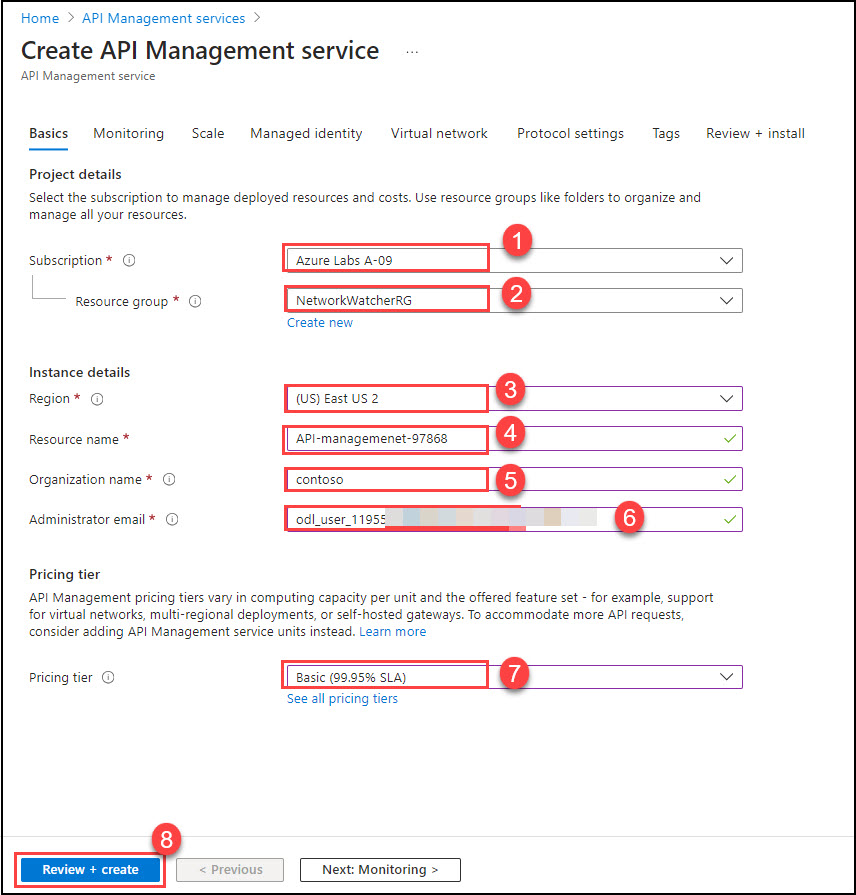 Home > API Management services >
Create API Management service ...
API Management service
Basics Monitoring Scale Managed identity Virtual network Protocol settings Tags Review + install
Project details
Select the subscription to manage deployed resources and costs. Use resource groups like folders to organize and
manage all your resources.
1
Subscription * Azure Labs A-09
2
Resource group * NetworkWatcherRG
Create new
Instance details
3
Region * (US) East US 2
4
Resource name * API-managemenet-97868
5
Organization name * contoso
6
Administrator email * odl_user_11955
Pricing tier
API Management pricing tiers vary in computing capacity per unit and the offered feature set - for example, support
for virtual networks, multi-regional deployments, or self-hosted gateways. To accommodate more API requests,
consider adding API Management service units instead. Learn more
7
Pricing tier Basic (99.95% SLA)
See all pricing tiers
8
Review + create < Previous Next: Monitoring >